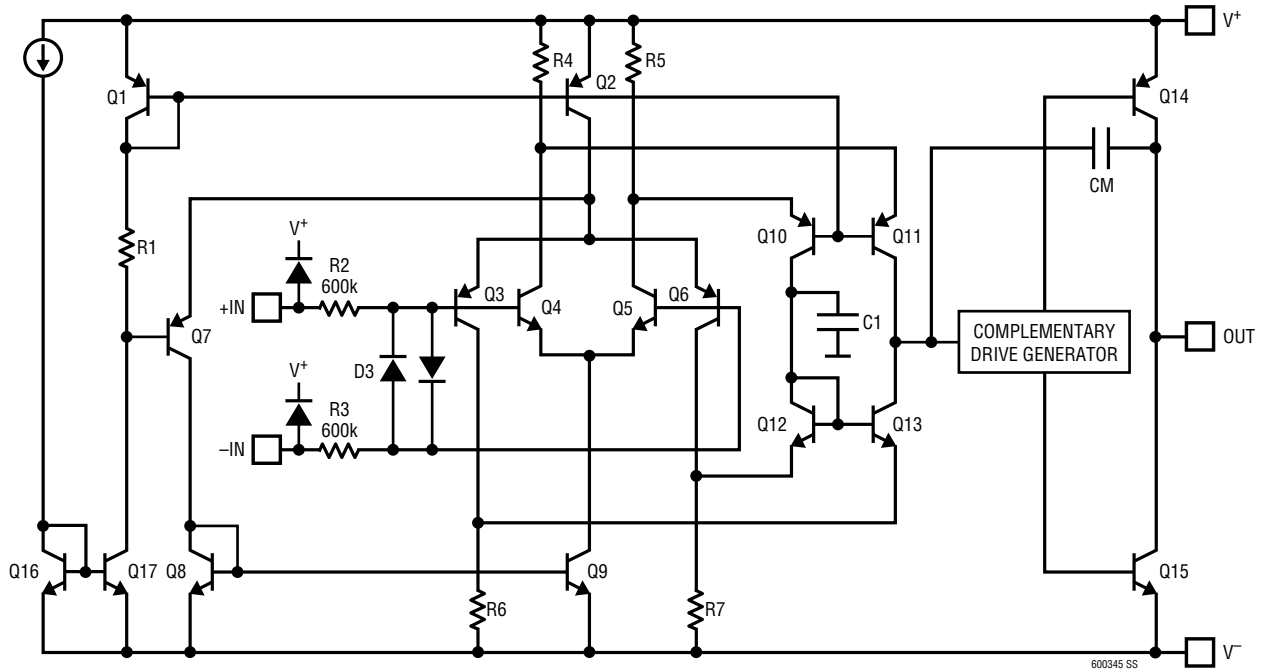 V+
R4
R5
Q2
Q1
Q14
CM
V+
R1
R2
600k
Q10
Q11
+IN
Q3
Q4
Q5
Q6
Q7
C1
COMPLEMENTARY
DRIVE GENERATOR
OUT
D3
V+
R3
600k
–IN
Q12
Q13
Q16
Q17
Q8
Q9
Q15
R6
R7
V–
600345 SS